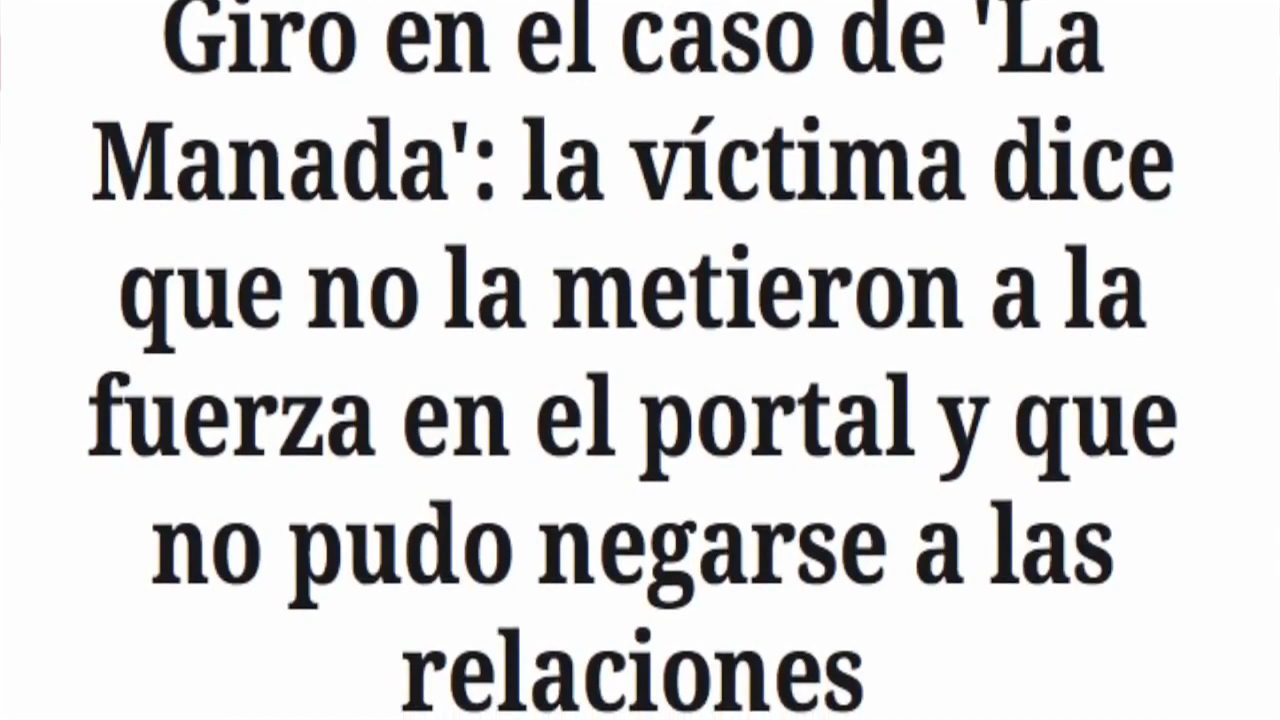 Giro en el caso de 'La
Manada': la víctima dice
que no la metieron a la
fuerza en el portal y que
no pudo negarse a las
relaciones